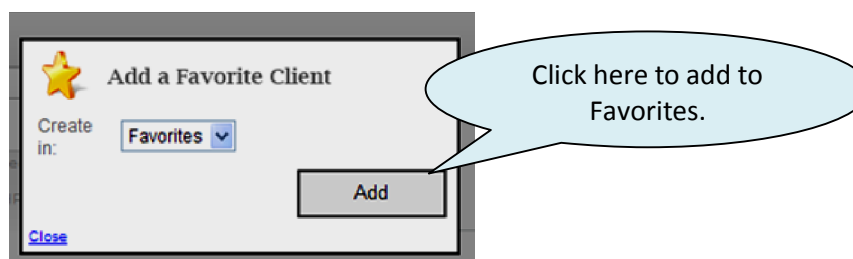 Add a Favorite Client
Click here to add to
Favorites.
Create
in:
Favorites
Add
Close